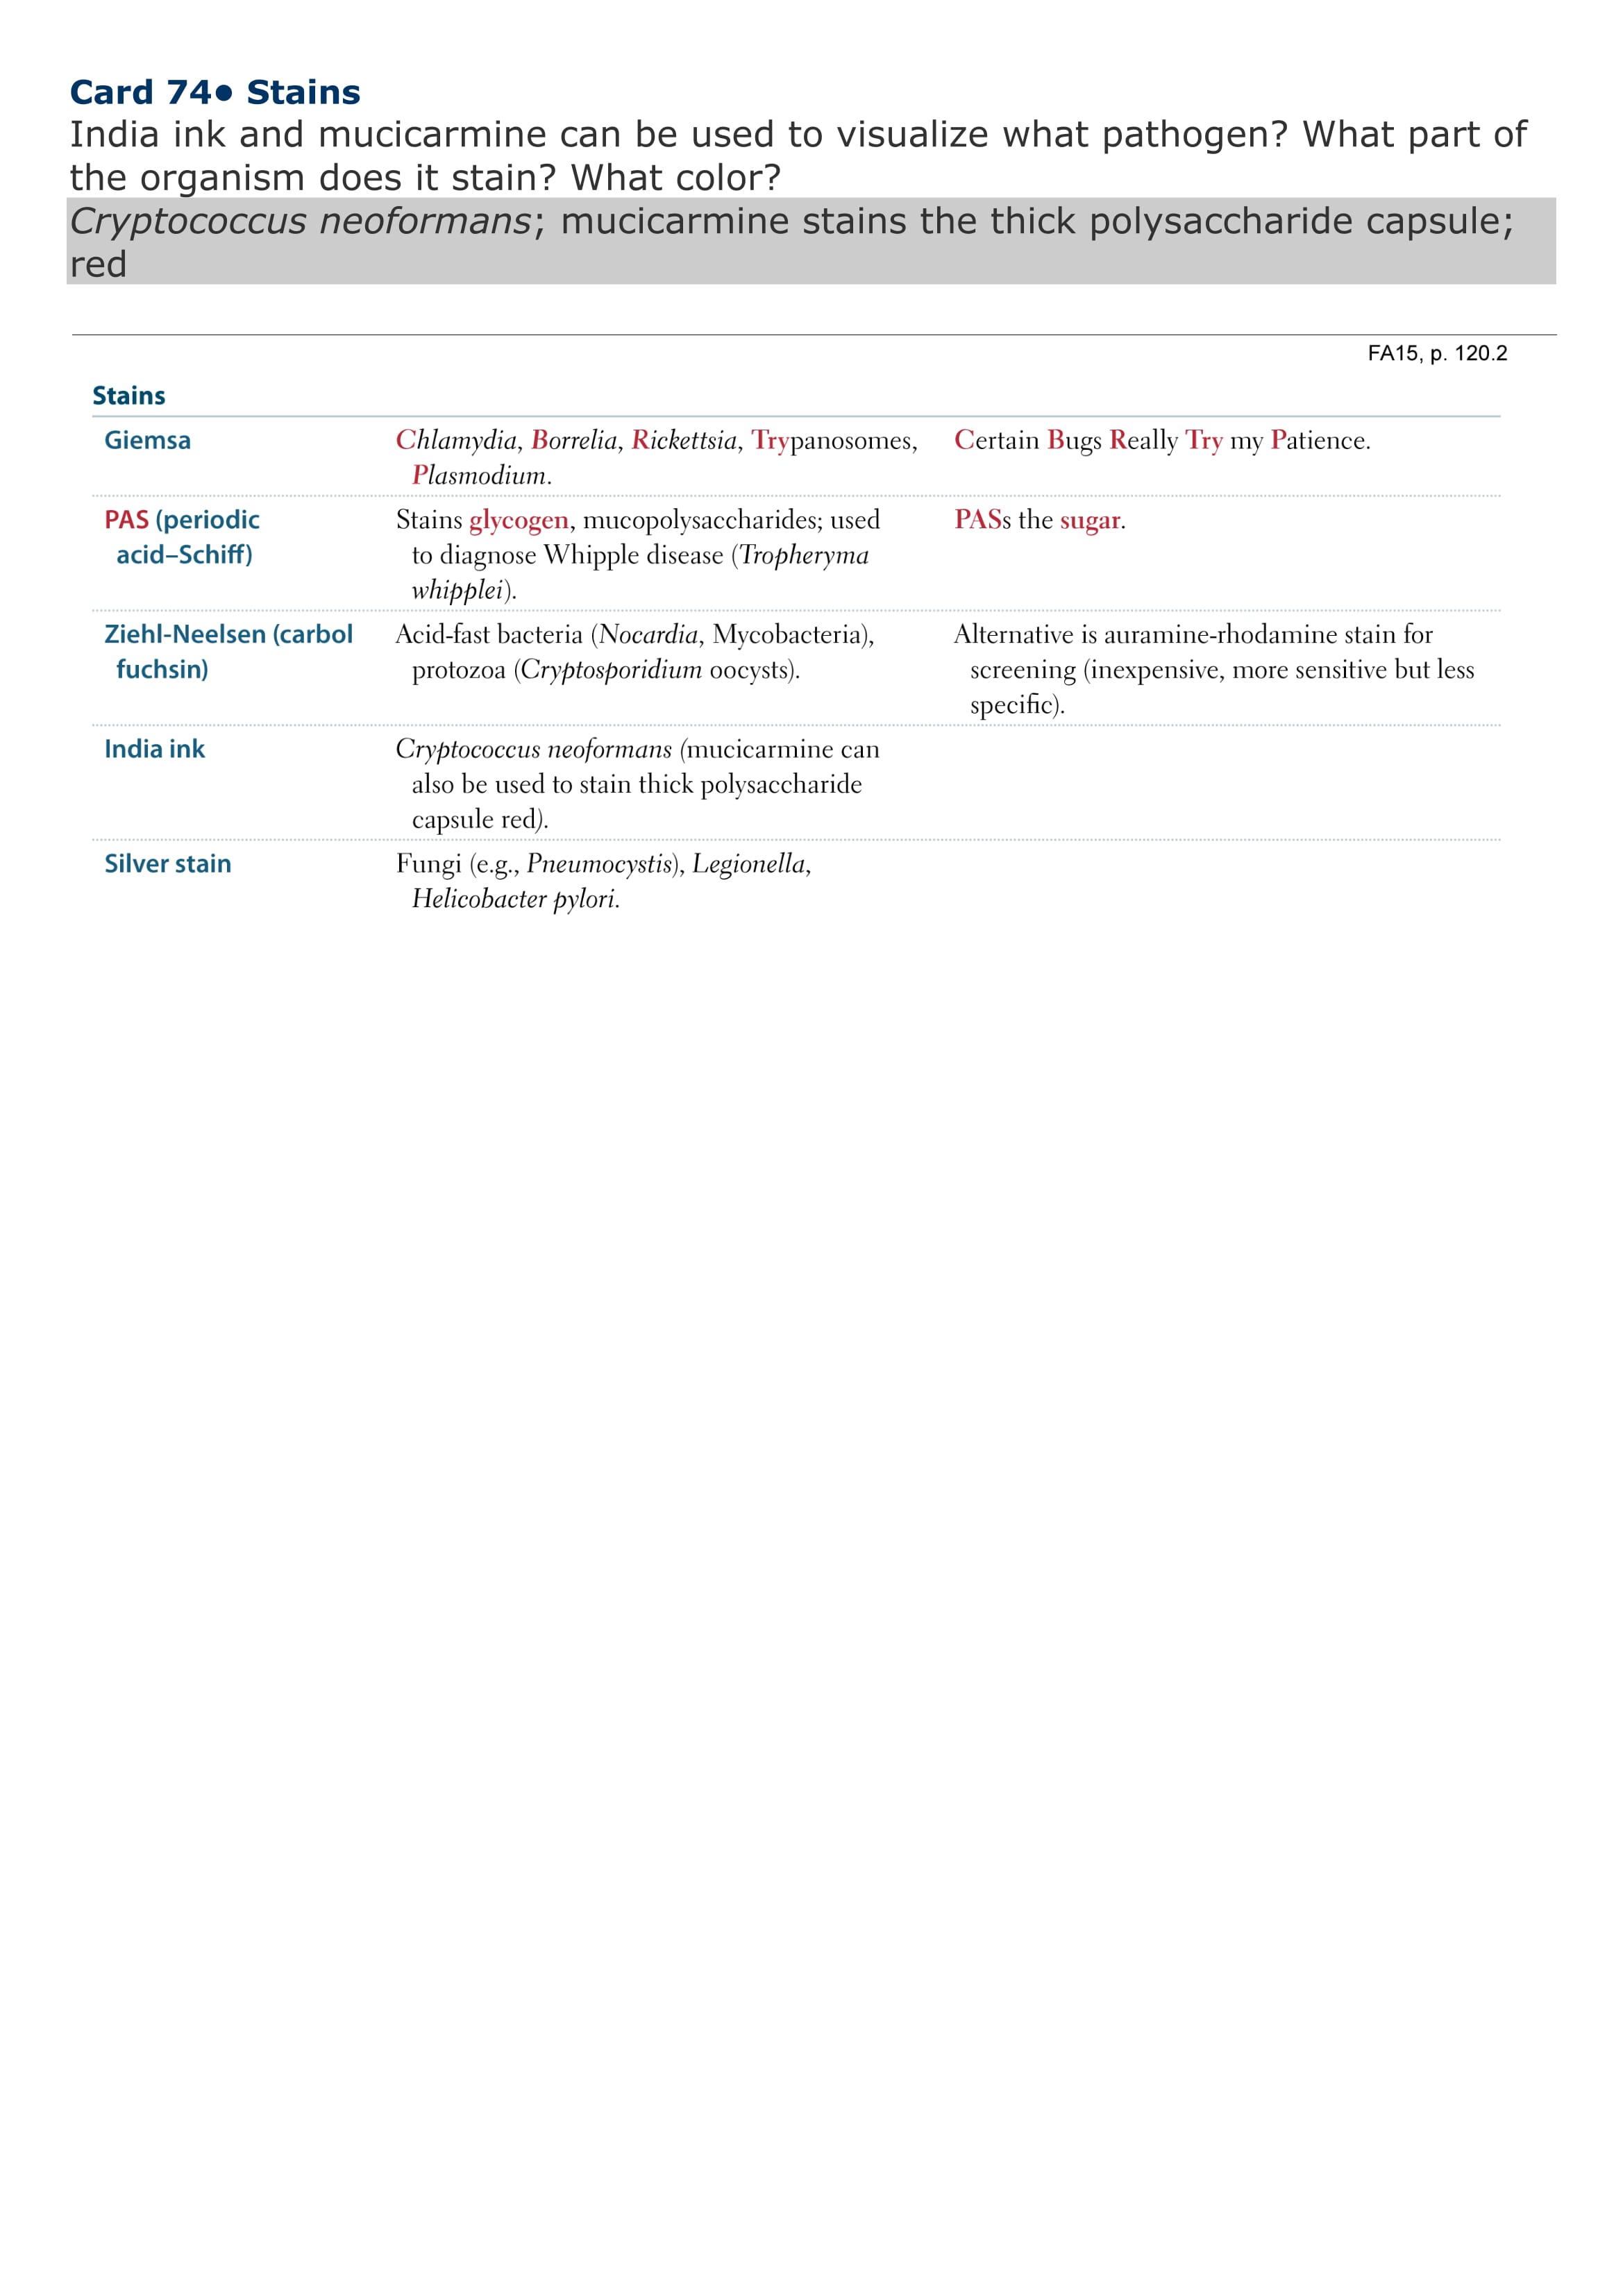 Card 74● Stains
India ink and mucicarmine can be used to visualize what pathogen? What part of
the organism does it stain? What color?
Cryptococcus neoformans; mucicarmine stains the thick polysaccharide capsule;
red
FA15, p. 120.2
Stains
Giemsa
Chlamydia, Borrelia, Rickettsia, Trypanosomes,
Plasmodium.
Certain Bugs Really Try my Patience.
PAS (periodic
acid–Schiff)
Stains glycogen, mucopolysaccharides; used
to diagnose Whipple disease (Tropheryma
whipplei).
PASs the sugar.
Ziehl-Neelsen (carbol
fuchsin)
Acid-fast bacteria (Nocardia, Mycobacteria),
protozoa (Cryptosporidium oocysts).
Alternative is auramine-rhodamine stain for
screening (inexpensive, more sensitive but less
specific).
India ink
Cryptococcus neoformans (mucicarmine can
also be used to stain thick polysaccharide
capsule red).
Silver stain
Fungi (e.g., Pneumocystis), Legionella,
Helicobacter pylori.